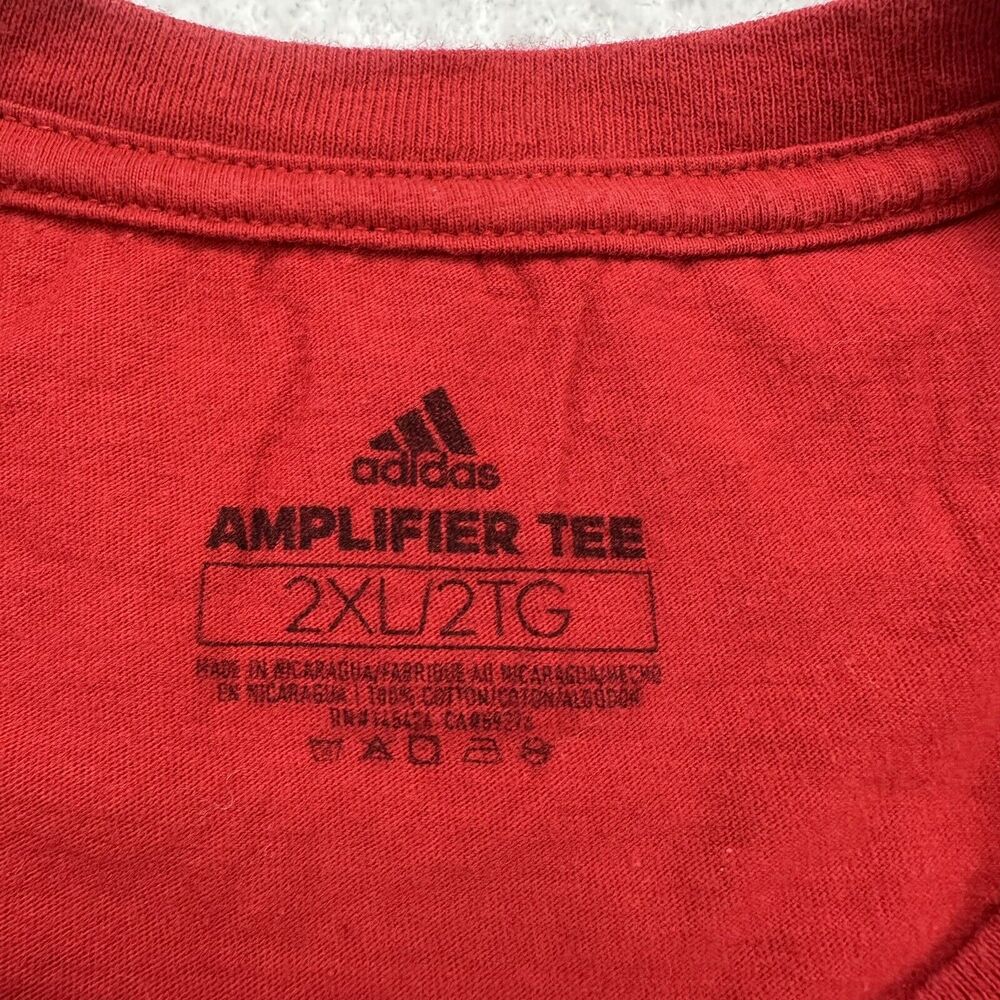 adidas
AMPLIFIER TEE
2XL/2TG
MADE IN NICARAGUA/FABRIQUE AU NICARAGUA/HECHO
EN NICARAGUA | 100% COTTON/COTON/ALGODON